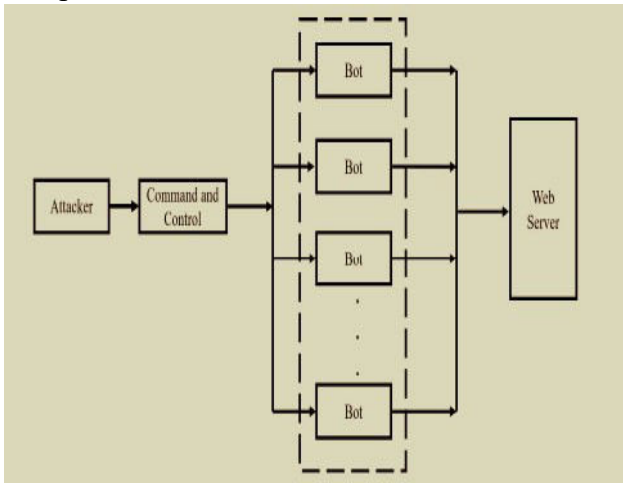 Bot
Bot
Attacker
Command and
Control
Web
Server
Bot
Bot